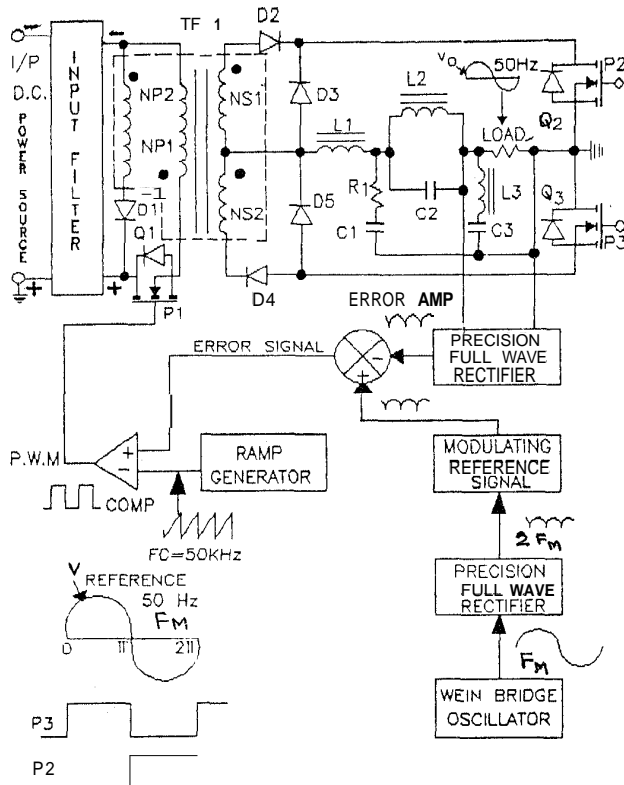 TF 1
D2
I/P
D.C.
POWER SOURCE
INPUT FILTER
NP2
NP1
D1
Q1
P1
NS1
NS2
D3
D5
D4
L1
R1
C1
L2
C2
Vo
50Hz
LOAD
L3
C3
P2
Q2
Q3
P3
ERROR AMP
ERROR SIGNAL
PRECISION
FULL WAVE
RECTIFIER
P.W.M
COMP
RAMP
GENERATOR
FC=50KHz
MODULATING
REFERENCE
SIGNAL
2 FM
PRECISION
FULL WAVE
RECTIFIER
FM
WEIN BRIDGE
OSCILLATOR
V
REFERENCE
50 Hz
FM
0 II 2II
P3
P2